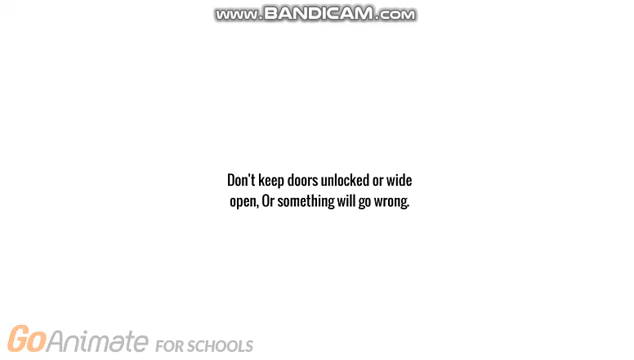 www.BANDICAM.com
Don't keep doors unlocked or wide
open, Or something will go wrong.
GoAnimate FOR SCHOOLS